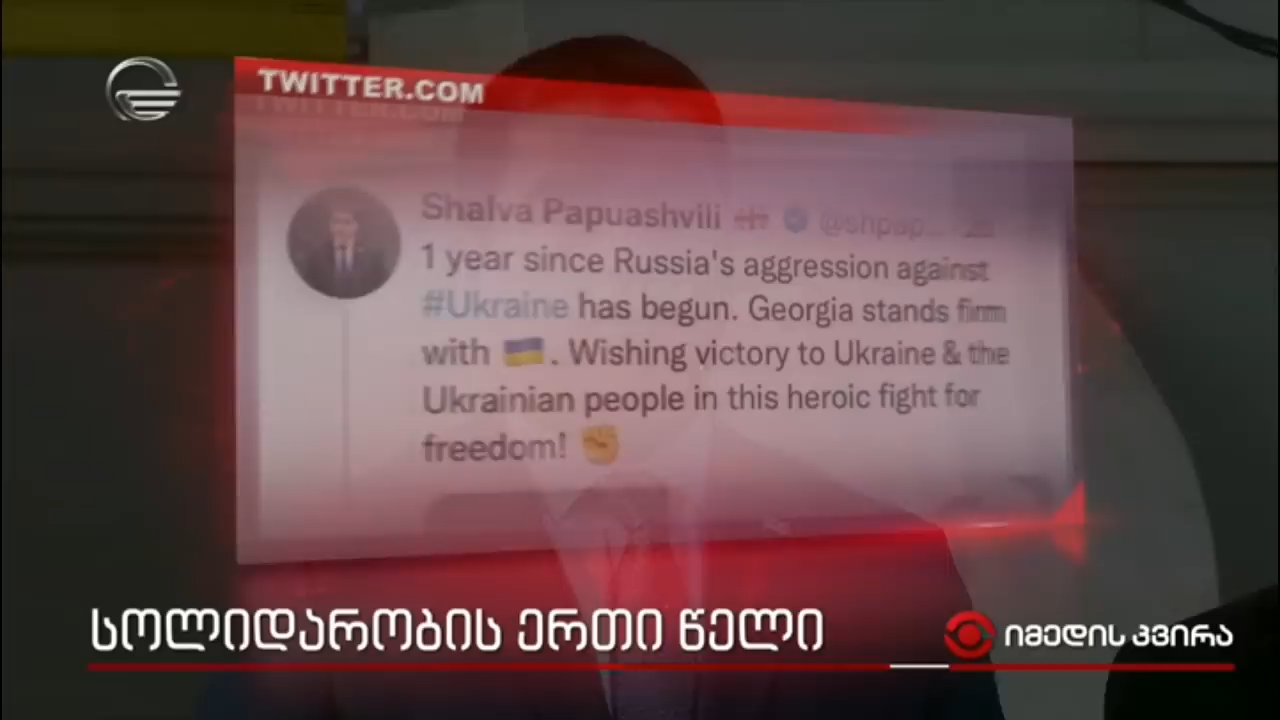 TWITTER.COM
Shalva Papuashvili 🇬🇪 @shpap...
1 year since Russia's aggression against
#Ukraine has begun. Georgia stands firm
with 🇺🇦. Wishing victory to Ukraine & the
Ukrainian people in this heroic fight for
freedom! ✊
სოლიდარობის ერთი წელი
იმედის კვირა